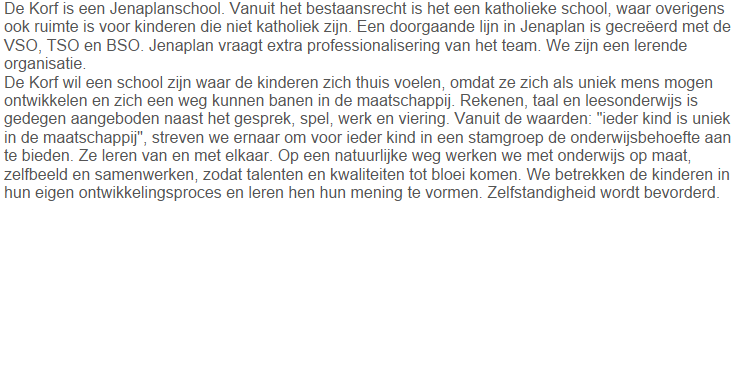 De Korf is een Jenaplanschool. Vanuit het bestaansrecht is het een katholieke school, waar overigens
ook ruimte is voor kinderen die niet katholiek zijn. Een doorgaande lijn in Jenaplan is gecreëerd met de
VSO, TSO en BSO. Jenaplan vraagt extra professionalisering van het team. We zijn een lerende
organisatie.
De Korf wil een school zijn waar de kinderen zich thuis voelen, omdat ze zich als uniek mens mogen
ontwikkelen en zich een weg kunnen banen in de maatschappij. Rekenen, taal en leesonderwijs is
gedegen aangeboden naast het gesprek, spel, werk en viering. Vanuit de waarden: "ieder kind is uniek
in de maatschappij", streven we ernaar om voor ieder kind in een stamgroep de onderwijsbehoefte aan
te bieden. Ze leren van en met elkaar. Op een natuurlijke weg werken we met onderwijs op maat,
zelfbeeld en samenwerken, zodat talenten en kwaliteiten tot bloei komen. We betrekken de kinderen in
hun eigen ontwikkelingsproces en leren hen hun mening te vormen. Zelfstandigheid wordt bevorderd.